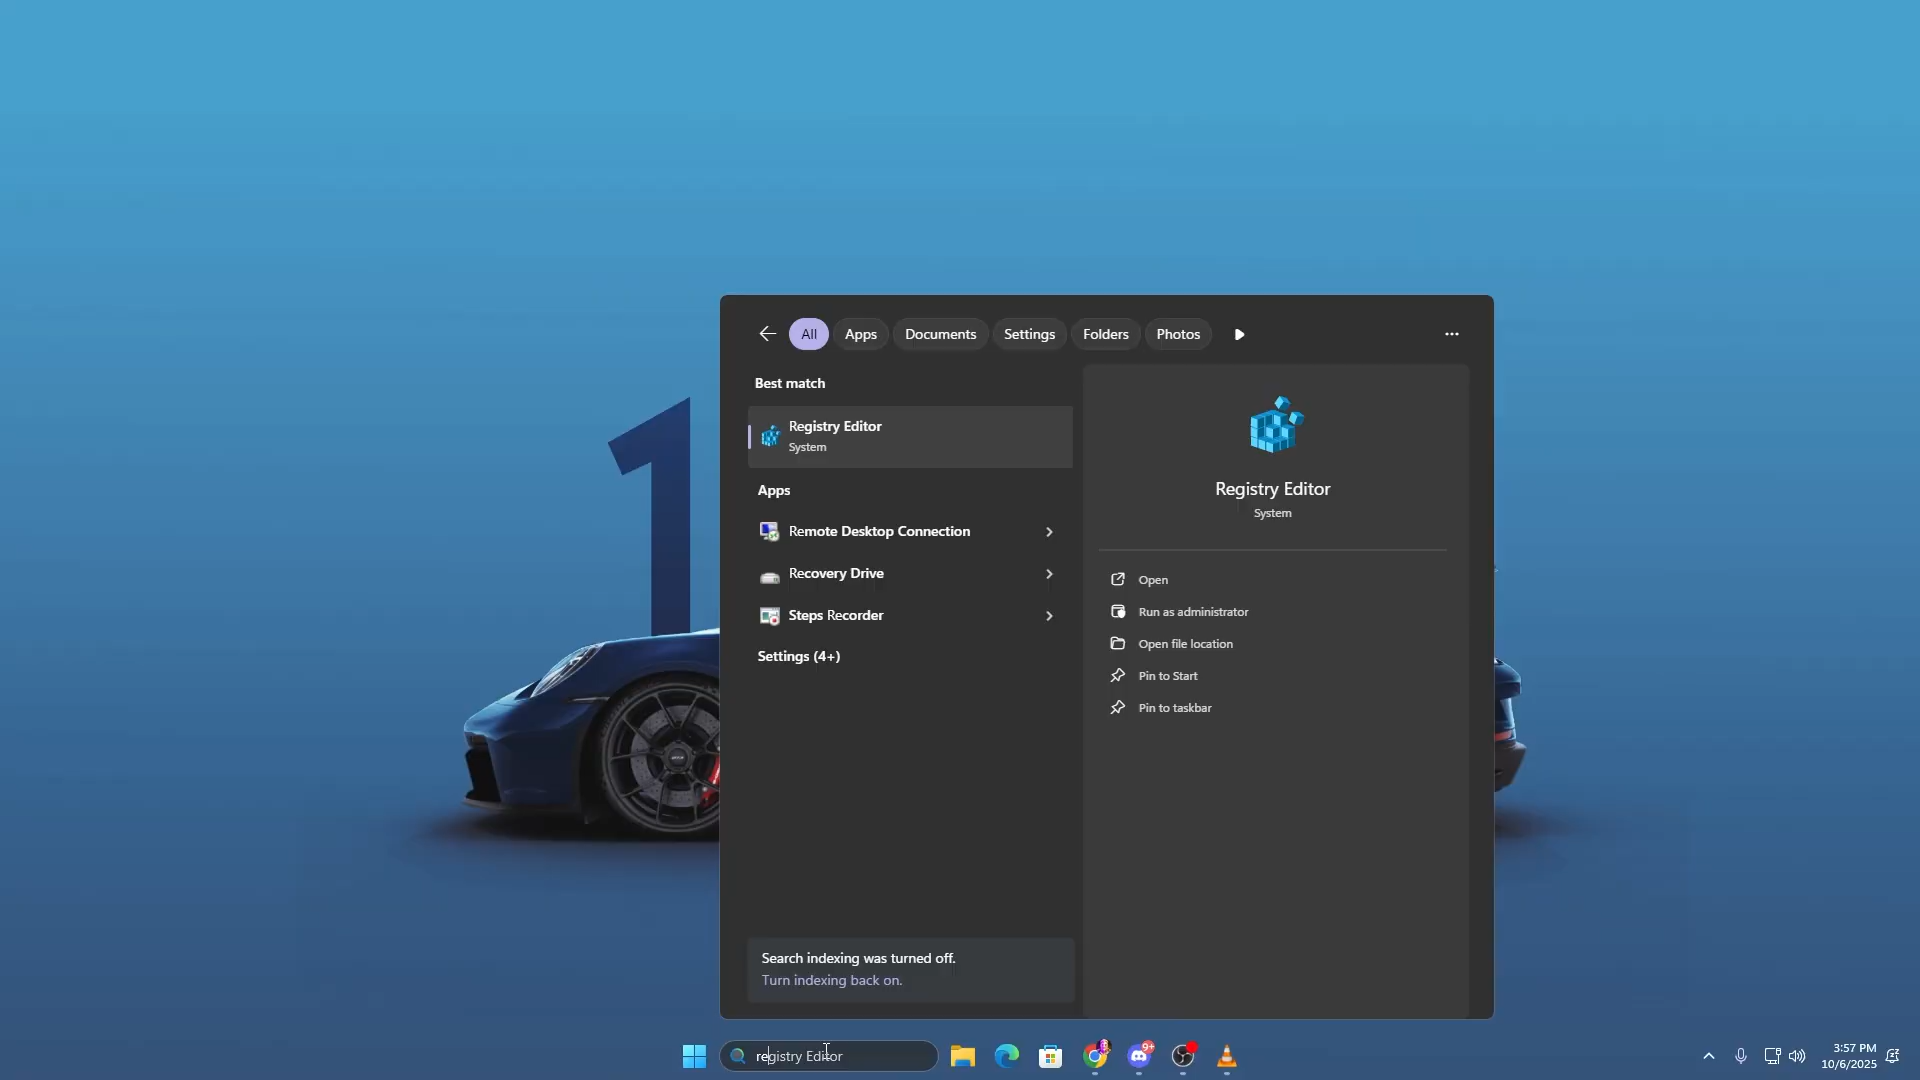 All
Apps
Documents
Settings
Folders
Photos
Best match
Registry Editor
System
Apps
Remote Desktop Connection
Recovery Drive
Steps Recorder
Settings (4+)
Search indexing was turned off.
Turn indexing back on.
Registry Editor
System
Open
Run as administrator
Open file location
Pin to Start
Pin to taskbar
1
registry Editor
9+
3:57 PM
10/6/2025